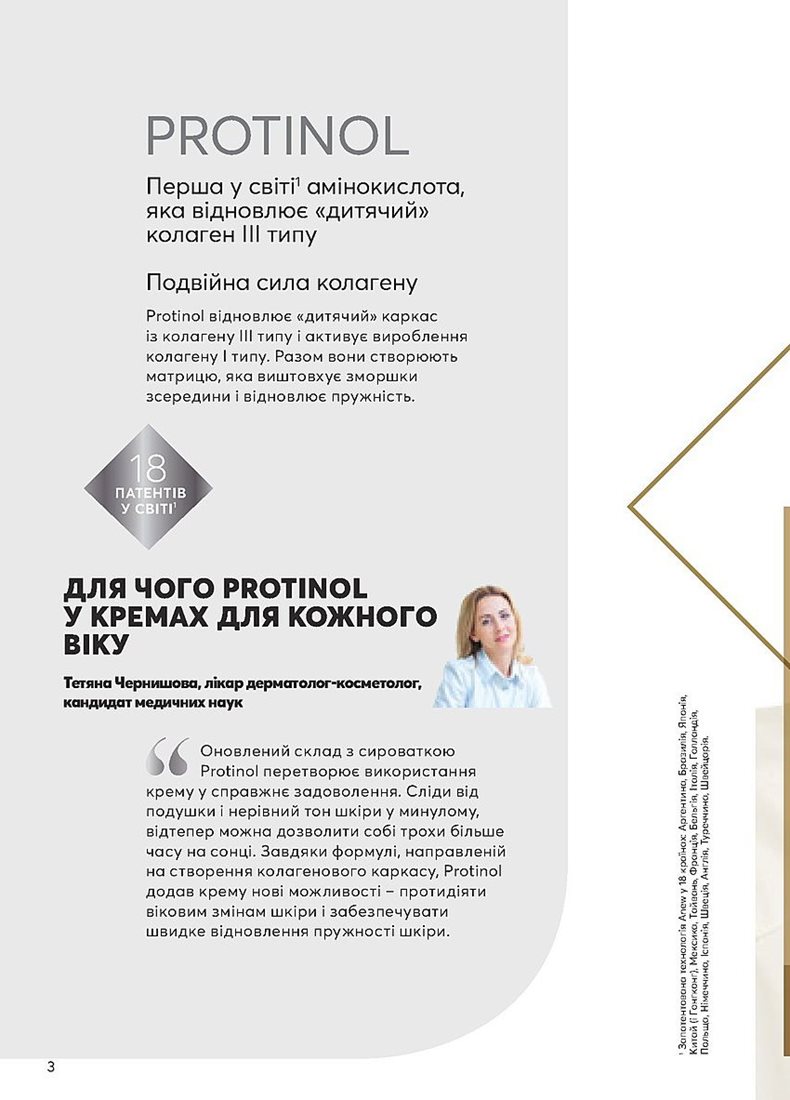 PROTINOL
Перша у світі¹ амінокислота,
яка відновлює «дитячий»
колаген III типу
Подвійна сила колагену
Protinol відновлює «дитячий» каркас
із колагену III типу і активує вироблення
колагену I типу. Разом вони створюють
матрицю, яка виштовхує зморшки
зсередини і відновлює пружність.
18
ПАТЕНТІВ
У СВІТІ¹
ДЛЯ ЧОГО PROTINOL
У КРЕМАХ ДЛЯ КОЖНОГО
ВІКУ
Тетяна Чернишова, лікар дерматолог-косметолог,
кандидат медичних наук
“ Оновлений склад з сироваткою
Protinol перетворює використання
крему у справжнє задоволення. Сліди від
подушки і нерівний тон шкіри у минулому,
відтепер можна дозволити собі трохи більше
часу на сонці. Завдяки формулі, направленій
на створення колагенового каркасу, Protinol
додав крему нові можливості – протидіяти
віковим змінам шкіри і забезпечувати
швидке відновлення пружності шкіри.
¹ Запатентована технологія Anew у 18 країнах: Аргентина, Бразилія, Японія,
Китай (і Гонгконг), Мексика, Тайвань, Франція, Бельгія, Італія, Голландія,
Польща, Німеччина, Іспанія, Швеція, Англія, Туреччина, Швейцарія.
3